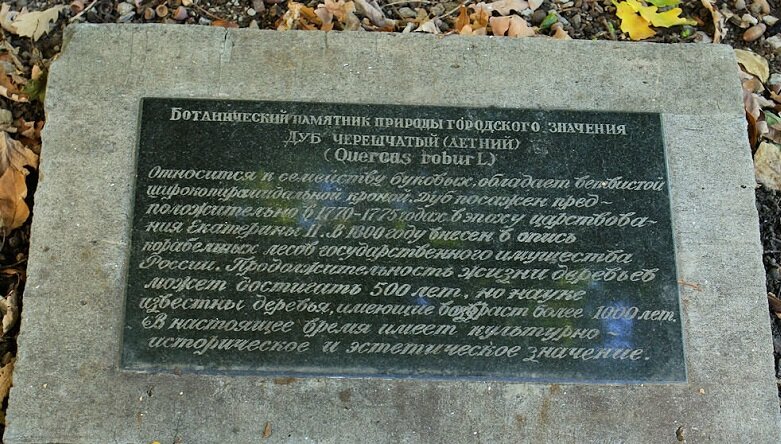 Ботанический памятник природы городского значения
Дуб черешчатый (летний)
(Quercus robur L)
Относится к семейству буковых, обладает ветвистой
широкопирамидальной кроной. Дуб посажен пред-
положительно в 1770-1775 годах в эпоху царствова-
ния Екатерины II. В 1800 году внесен в опись
корабельных лесов государственного имущества
России. Продолжительность жизни деревьев
может достигать 500 лет, но науке
известны деревья, имеющие возраст более 1000 лет.
В настоящее время имеет культурно-
историческое и эстетическое значение.